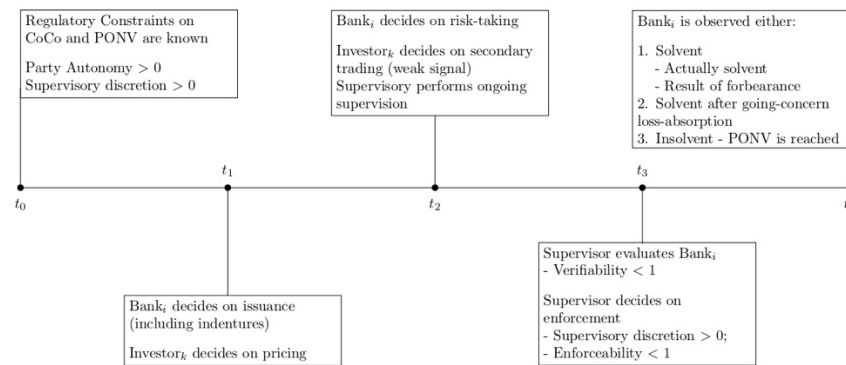 Regulatory Constraints on
CoCo and PONV are known
Party Autonomy > 0
Supervisory discretion > 0
Bank_i decides on risk-taking
Investor_k decides on secondary
trading (weak signal)
Supervisory performs ongoing
supervision
Bank_i is observed either:
1. Solvent
- Actually solvent
- Result of forbearance
2. Solvent after going-concern
loss-absorption
3. Insolvent - PONV is reached
t_1
t_3
t_0
t_2
t
Bank_i decides on issuance
(including indentures)
Investor_k decides on pricing
Supervisor evaluates Bank_i
- Verifiability < 1
Supervisor decides on
enforcement
- Supervisory discretion > 0;
- Enforceability < 1